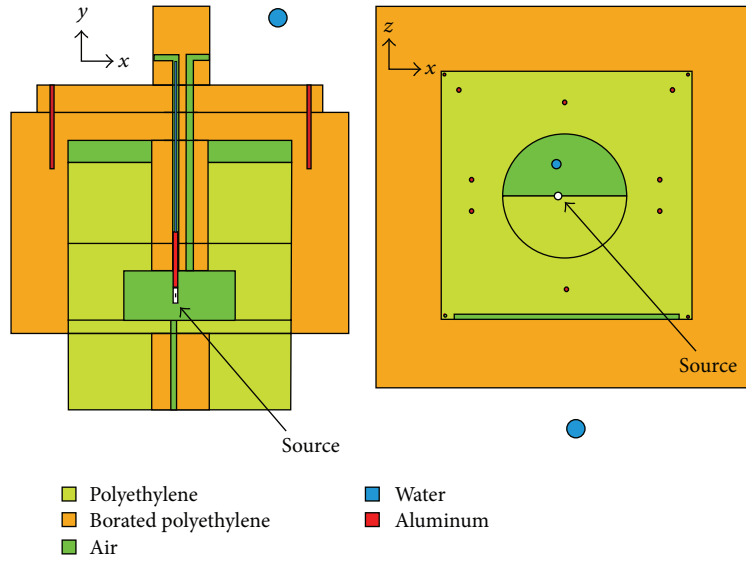 y
x
z
x
Source
Source
Polyethylene
Borated polyethylene
Air
Water
Aluminum